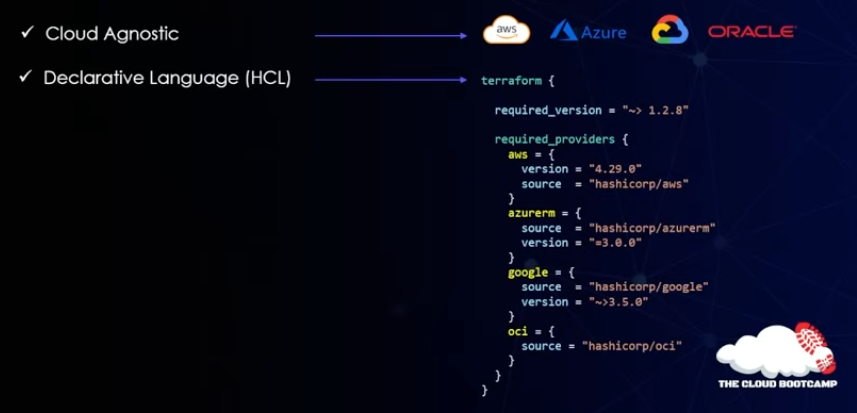 ✓ Cloud Agnostic
aws Azure ORACLE
✓ Declarative Language (HCL)
terraform {
required_version = "~> 1.2.8"
required_providers {
aws = {
version = "4.29.0"
source = "hashicorp/aws"
}
azurerm = {
source = "hashicorp/azurerm"
version = "=3.0.0"
}
google = {
source = "hashicorp/google"
version = "~>3.5.0"
}
oci = {
source = "hashicorp/oci"
}
}
}
THE CLOUD BOOTCAMP